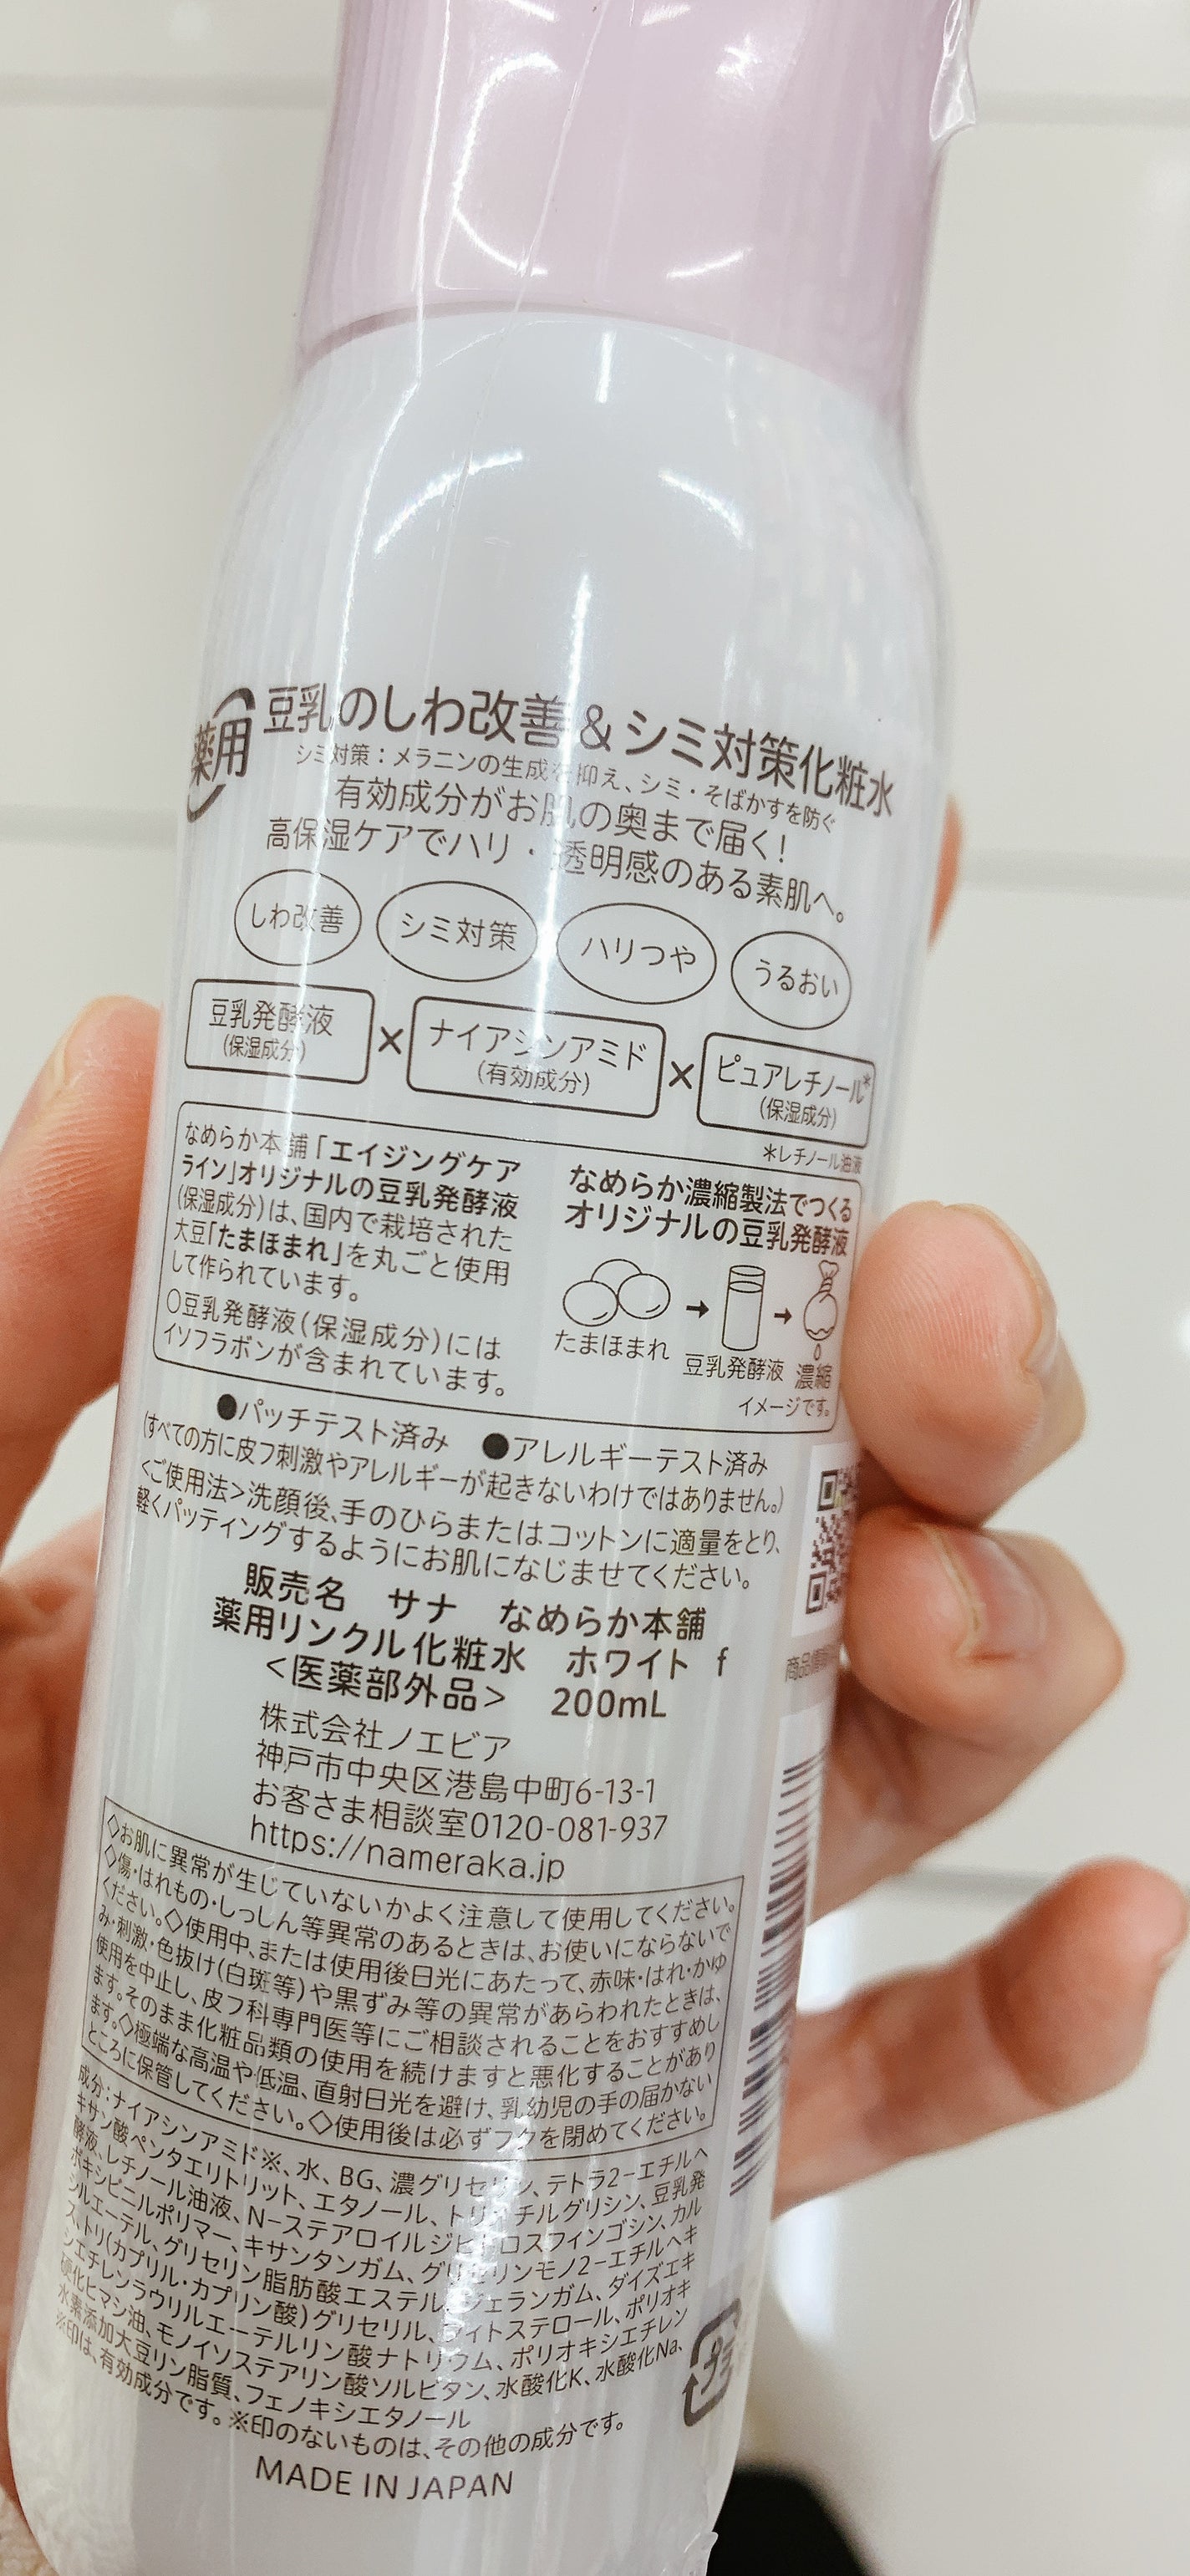 薬用
豆乳のしわ改善&シミ対策化粧水
シミ対策：メラニンの生成を抑え、シミ・そばかすを防ぐ
有効成分がお肌の奥まで届く！
高保湿ケアでハリ・透明感のある素肌へ。
しわ改善 シミ対策 ハリつや うるおい
豆乳発酵液 × ナイアシンアミド × ピュアレチノール*
(保湿成分) (有効成分) (保湿成分)
*レチノール油液
なめらか本舗「エイジングケア
ライン」オリジナルの豆乳発酵液
(保湿成分)は、国内で栽培された
大豆「たまほまれ」を丸ごと使用
して作られています。
○豆乳発酵液(保湿成分)には
イソフラボンが含まれています。
なめらか濃縮製法でつくる
オリジナルの豆乳発酵液
たまほまれ → 豆乳発酵液 → 濃縮
イメージです。
●パッチテスト済み ●アレルギーテスト済み
(すべての方に皮フ刺激やアレルギーが起きないわけではありません。)
<ご使用法>洗顔後、手のひらまたはコットンに適量をとり、
軽くパッティングするようにお肌になじませてください。
販売名 サナ なめらか本舗
薬用リンクル化粧水 ホワイト f
<医薬部外品> 200mL
株式会社ノエビア
神戸市中央区港島中町6-13-1
お客さま相談室0120-081-937
https://nameraka.jp
商品情報
◇お肌に異常が生じていないかよく注意して使用してください。
◇傷・はれもの・しっしん等異常のあるときは、お使いにならないで
ください。◇使用中、または使用後日光にあたって、赤味・はれ・かゆ
み・刺激・色抜け(白斑等)や黒ずみ等の異常があらわれたときは、
使用を中止し、皮フ科専門医等にご相談されることをおすすめし
ます。そのまま化粧品類の使用を続けますと悪化することがあり
ます。◇極端な高温や低温、直射日光を避け、乳幼児の手の届かない
ところに保管してください。◇使用後は必ずフタを閉めてください。
成分：ナイアシンアミド※、水、BG、濃グリセリン、テトラ2-エチルヘ
キサン酸ペンタエリトリット、エタノール、トリメチルグリシン、豆乳発
酵液、レチノール油液、N-ステアロイルジヒドロスフィンゴシン、カル
ボキシビニルポリマー、キサンタンガム、グリセリンモノ2-エチルヘキ
シルエーテル、グリセリン脂肪酸エステル、ジェランガム、ダイズエキ
ス、トリ(カプリル・カプリン酸)グリセリル、フィトステロール、ポリオキ
シエチレンラウリルエーテルリン酸ナトリウム、ポリオキシエチレン
硬化ヒマシ油、モノイソステアリン酸ソルビタン、水酸化K、水酸化Na、
水素添加大豆リン脂質、フェノキシエタノール
※印は、有効成分です。※印のないものは、その他の成分です。
MADE IN JAPAN
プラ